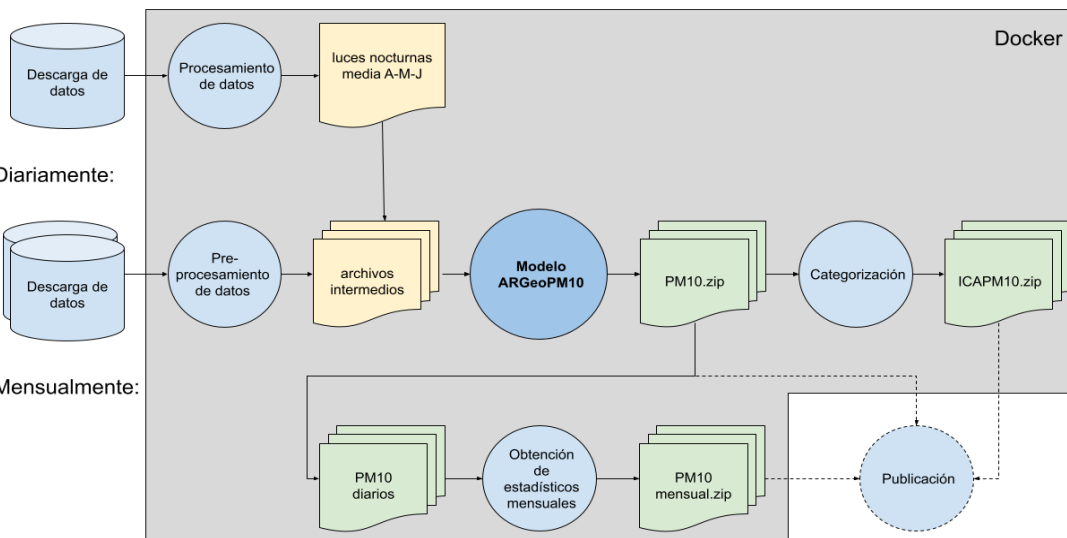 Docker
Descarga de
datos
Procesamiento
de datos
luces nocturnas
media A-M-J
Diariamente:
Descarga de
datos
Pre-
procesamiento
de datos
archivos
intermedios
Modelo
ARGeoPM10
PM10.zip
Categorización
ICAPM10.zip
Mensualmente:
PM10
diarios
Obtención
de
estadísticos
mensuales
PM10
mensual.zip
Publicación